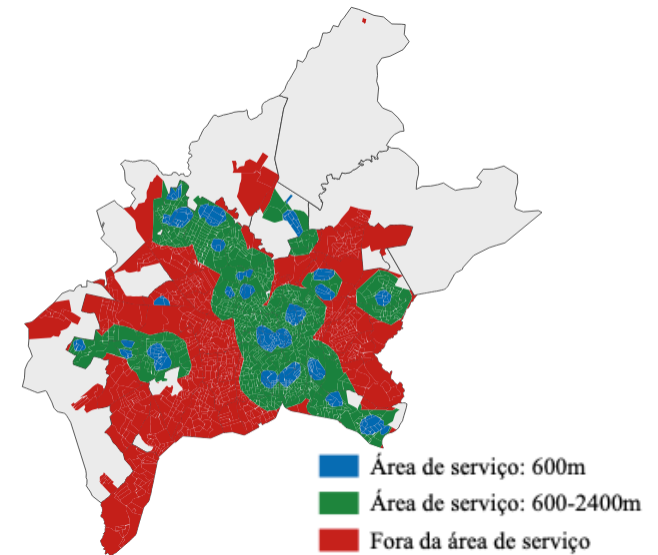 Área de serviço: 600m
Área de serviço: 600-2400m
Fora da área de serviço